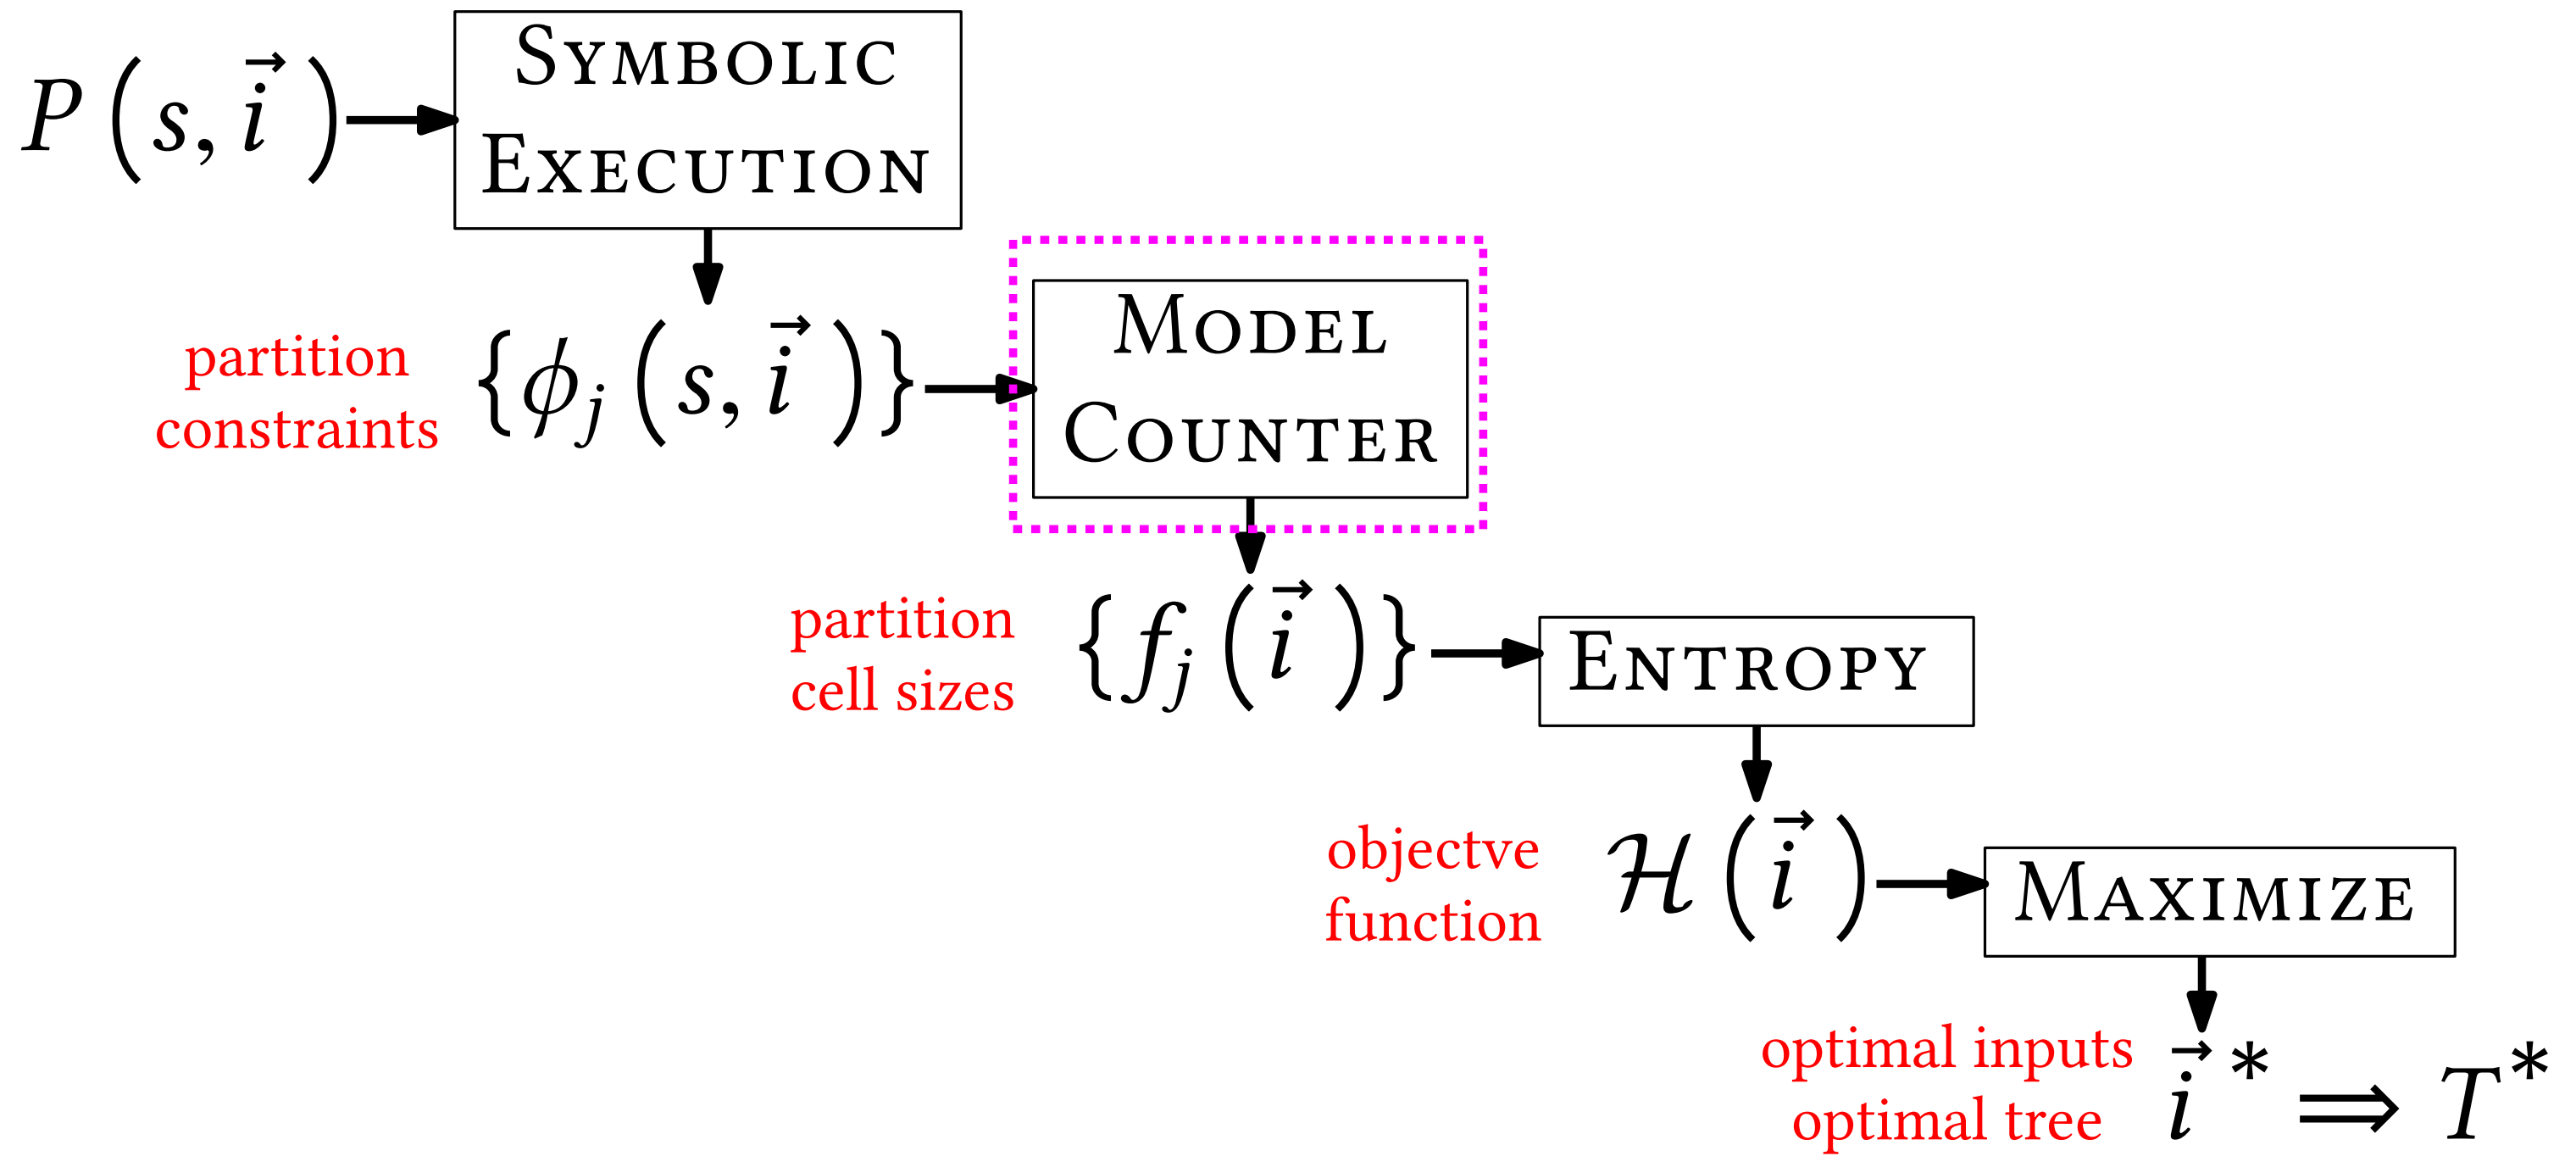 P(s, i⃗)
SYMBOLIC
EXECUTION
partition
constraints
{ϕj(s, i⃗)}
MODEL
COUNTER
partition
cell sizes
{fj(i⃗)}
ENTROPY
objectve
function
ℋ(i⃗)
MAXIMIZE
optimal inputs
optimal tree
i⃗* ⟹ T*